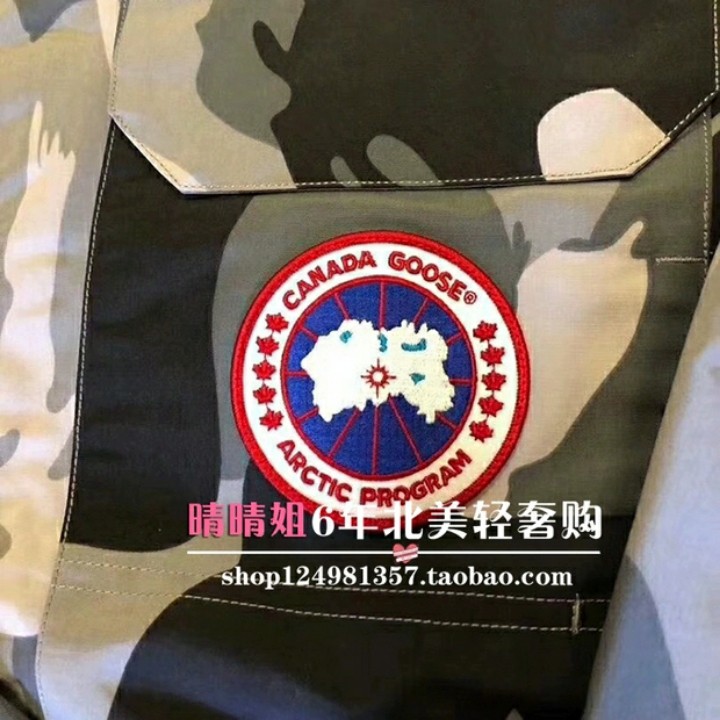 CANADA GOOSE®
ARCTIC PROGRAM
晴晴姐6年北美轻奢购
shop124981357.taobao.com